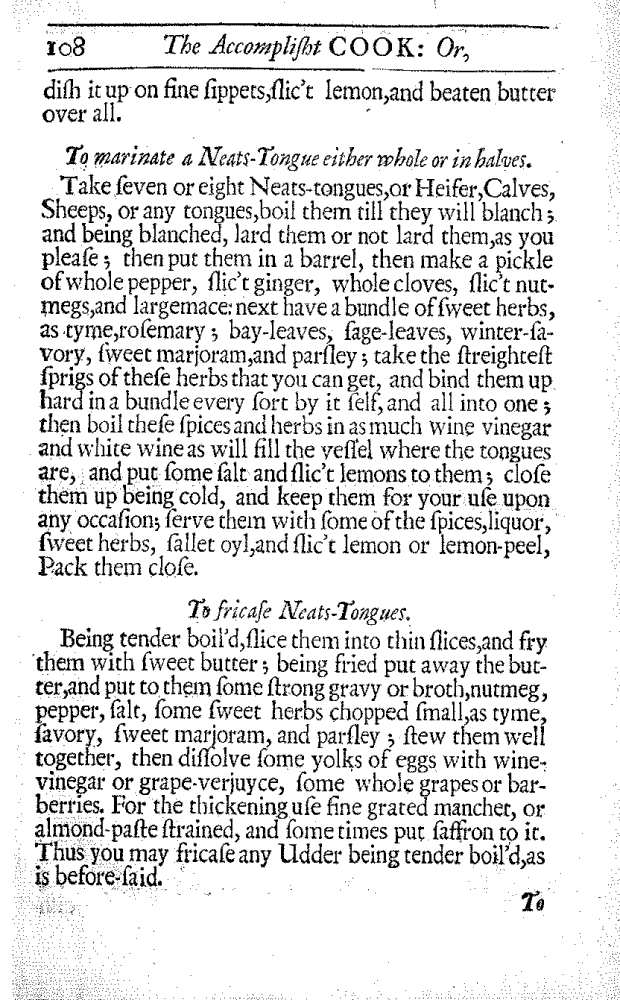 108 The Accompliſht COOK: Or,
diſh it up on fine ſippets,ſlic't lemon,and beaten butter
over all.
To marinate a Neats-Tongue either whole or in halves.
Take ſeven or eight Neats-tongues,or Heifer,Calves,
Sheeps, or any tongues,boil them till they will blanch;
and being blanched, lard them or not lard them,as you
pleaſe; then put them in a barrel, then make a pickle
of whole pepper, ſlic't ginger, whole cloves, ſlic't nut-
megs,and large mace: next have a bundle of ſweet herbs,
as tyme,roſemary; bay-leaves, ſage-leaves, winter-ſa-
vory, ſweet marjoram,and parſley; take the ſtreighteſt
ſprigs of theſe herbs that you can get, and bind them up
hard in a bundle every ſort by it ſelf, and all into one;
then boil theſe ſpices and herbs in as much wine vinegar
and white wine as will fill the veſſel where the tongues
are, and put ſome ſalt and ſlic't lemons to them; cloſe
them up being cold, and keep them for your uſe upon
any occaſion; ſerve them with ſome of the ſpices,liquor,
ſweet herbs, ſallet oyl,and ſlic't lemon or lemon-peel,
Pack them cloſe.
To fricaſe Neats-Tongues.
Being tender boil'd,ſlice them into thin ſlices,and fry
them with ſweet butter; being fried put away the but-
ter,and put to them ſome ſtrong gravy or broth,nutmeg,
pepper, ſalt, ſome ſweet herbs chopped ſmall,as tyme,
ſavory, ſweet marjoram, and parſley; ſtew them well
together, then diſſolve ſome yolks of eggs with wine-
vinegar or grape-verjuyce, ſome whole grapes or bar-
berries. For the thickening uſe fine grated manchet, or
almond-paſte ſtrained, and ſome times put ſaffron to it.
Thus you may fricaſe any Udder being tender boil'd,as
is before-ſaid.
To